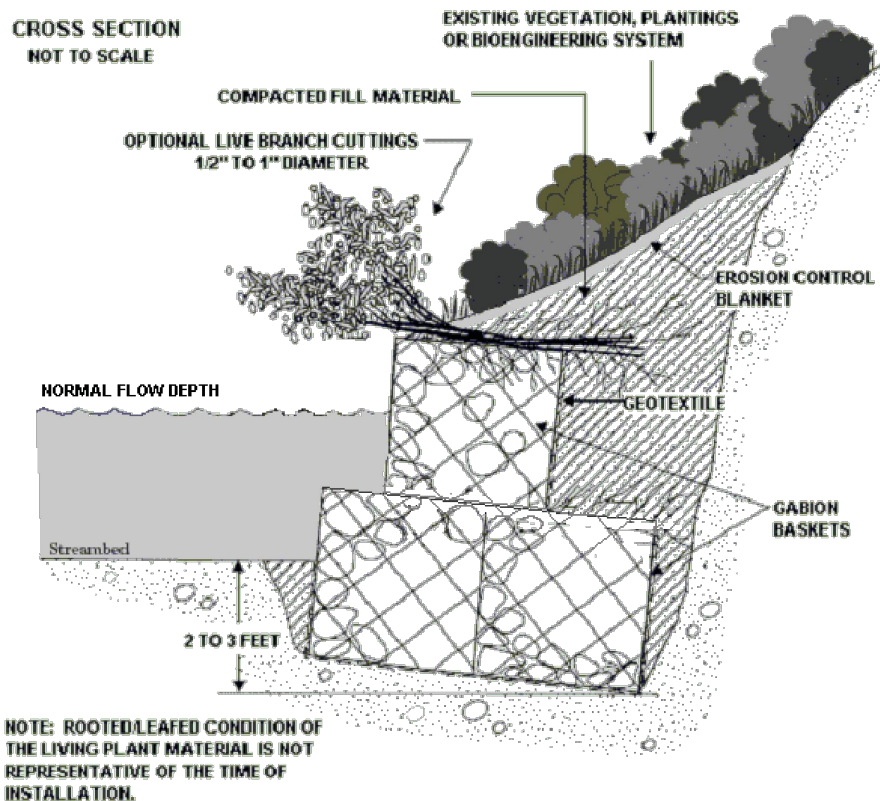 CROSS SECTION
NOT TO SCALE
EXISTING VEGETATION, PLANTINGS
OR BIOENGINEERING SYSTEM
COMPACTED FILL MATERIAL
OPTIONAL LIVE BRANCH CUTTINGS
1/2" TO 1" DIAMETER
EROSION CONTROL
BLANKET
NORMAL FLOW DEPTH
GEOTEXTILE
GABION
BASKETS
Streambed
2 TO 3 FEET
NOTE: ROOTED/LEAFED CONDITION OF
THE LIVING PLANT MATERIAL IS NOT
REPRESENTATIVE OF THE TIME OF
INSTALLATION.